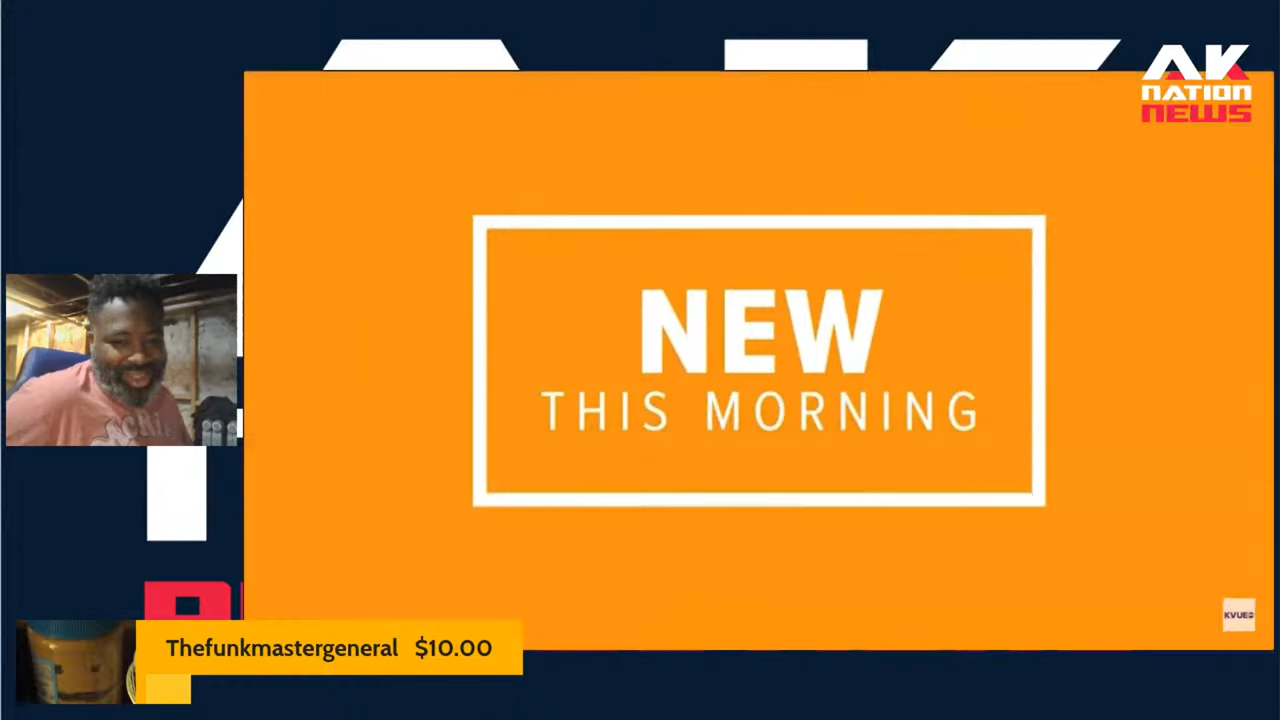 AK
NATION
NEWS
NEW
THIS MORNING
KVUE
Thefunkmastergeneral $10.00